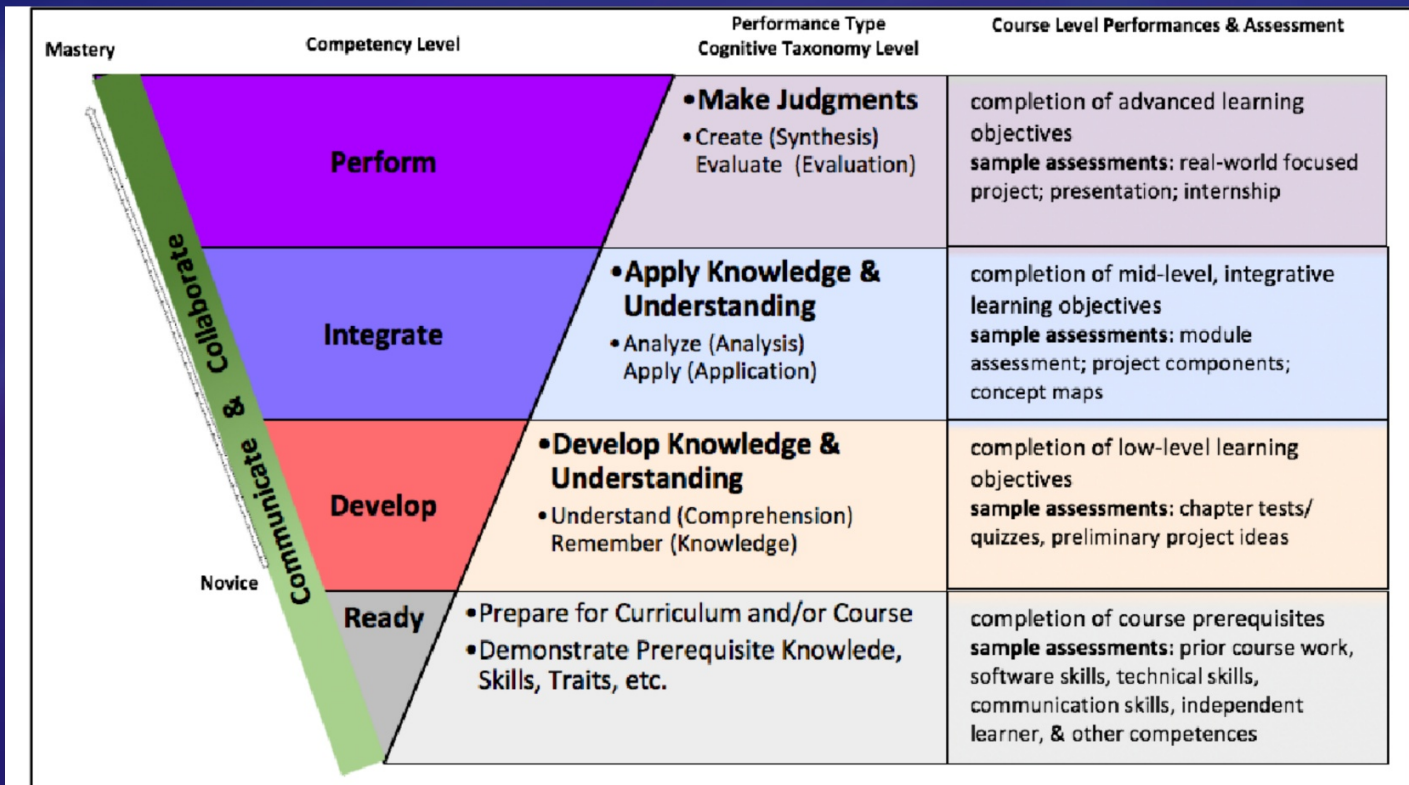 Mastery
Competency Level
Performance Type
Cognitive Taxonomy Level
Course Level Performances & Assessment
Communicate & Collaborate
Novice
Perform
•Make Judgments
•Create (Synthesis)
Evaluate (Evaluation)
completion of advanced learning
objectives
sample assessments: real-world focused
project; presentation; internship
Integrate
•Apply Knowledge &
Understanding
•Analyze (Analysis)
Apply (Application)
completion of mid-level, integrative
learning objectives
sample assessments: module
assessment; project components;
concept maps
Develop
•Develop Knowledge &
Understanding
•Understand (Comprehension)
Remember (Knowledge)
completion of low-level learning
objectives
sample assessments: chapter tests/
quizzes, preliminary project ideas
Ready
•Prepare for Curriculum and/or Course
•Demonstrate Prerequisite Knowlede,
Skills, Traits, etc.
completion of course prerequisites
sample assessments: prior course work,
software skills, technical skills,
communication skills, independent
learner, & other competences